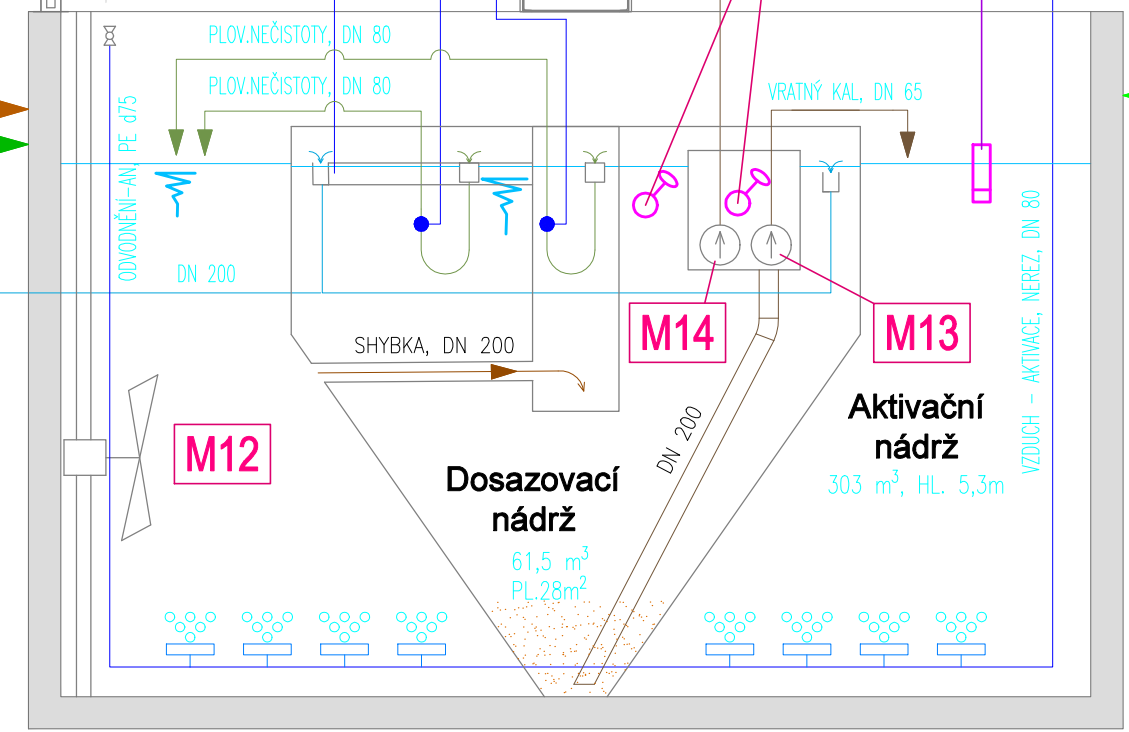 PLOV.NEČISTOTY, DN 80
PLOV.NEČISTOTY, DN 80
VRATNÝ KAL, DN 65
ODVODNĚNÍ-AN, PE d75
DN 200
VZDUCH - AKTIVACE, NEREZ, DN 80
M14
M13
SHYBKA, DN 200
M12
DN 200
Aktivační
nádrž
303 m³, HL. 5,3m
Dosazovací
nádrž
61,5 m³
PL.28m²